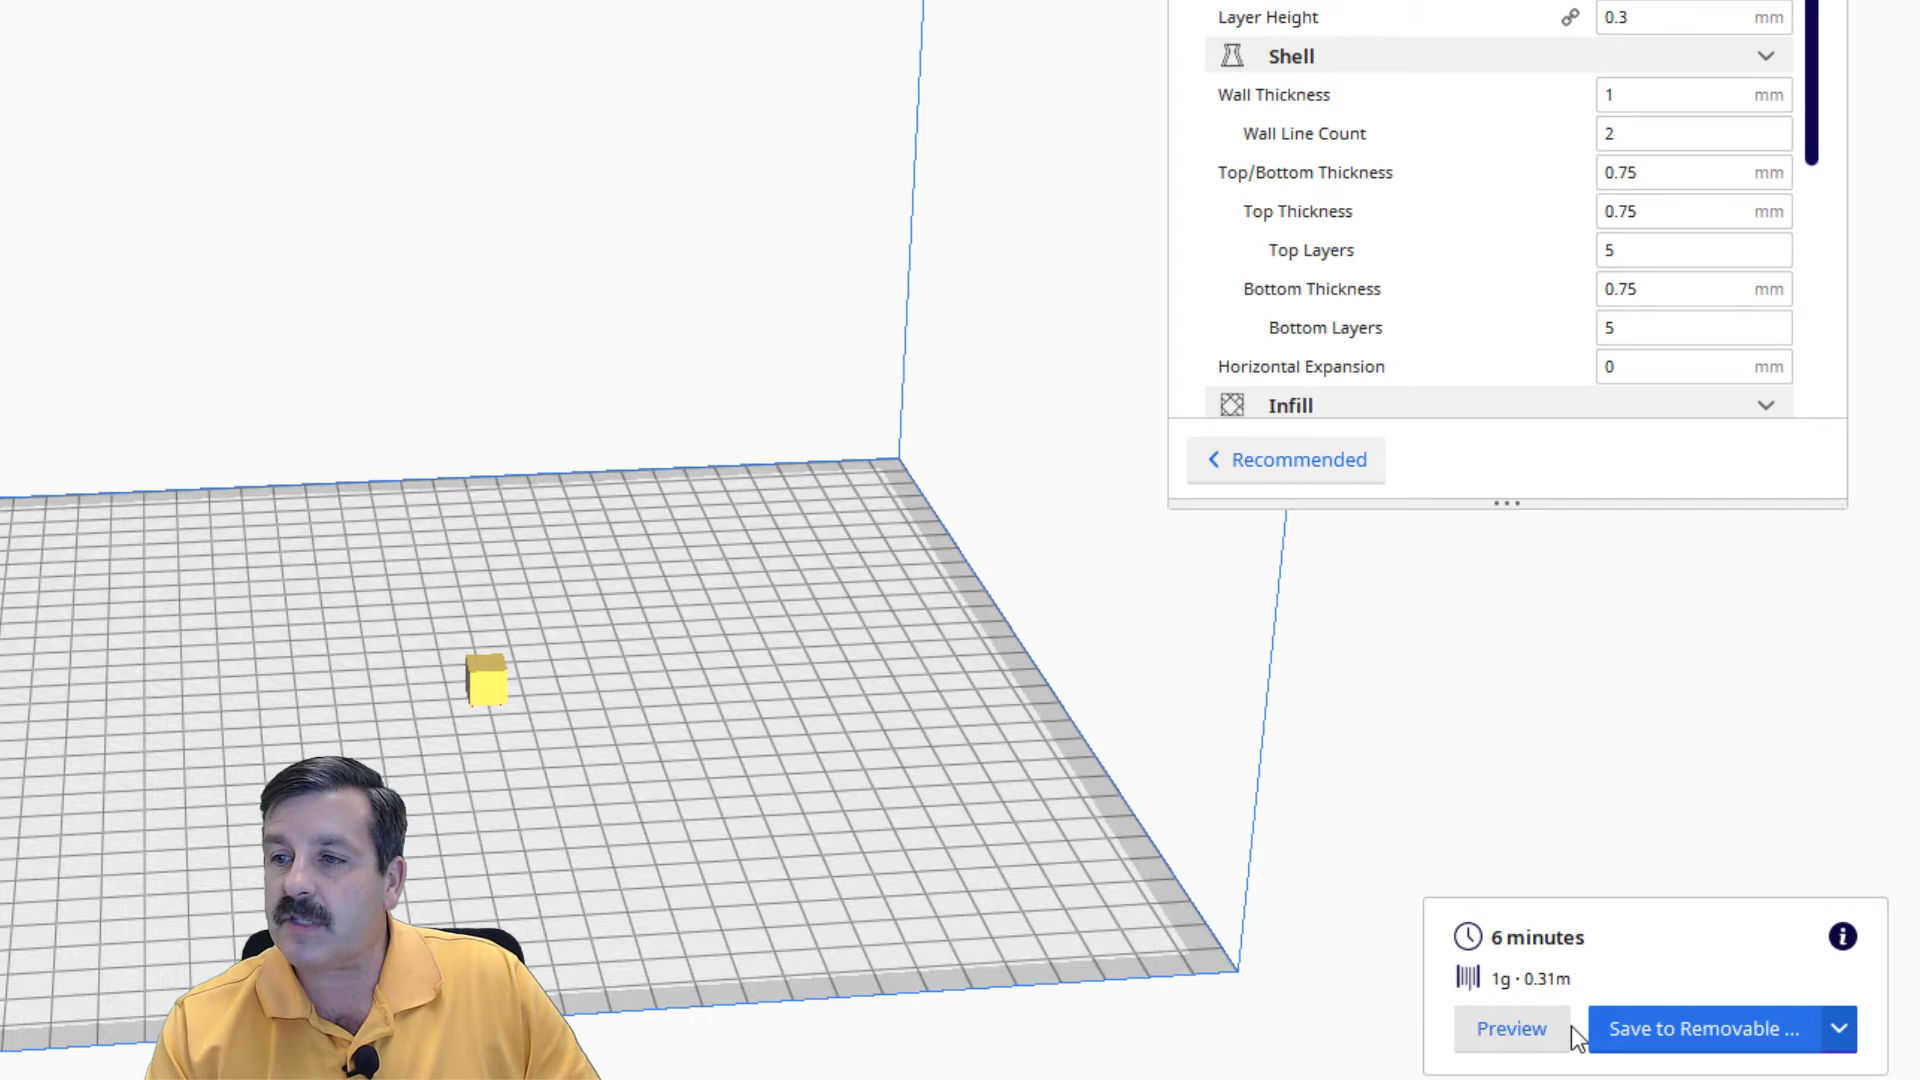 Layer Height 0.3 mm
Shell
Wall Thickness 1 mm
Wall Line Count 2
Top/Bottom Thickness 0.75 mm
Top Thickness 0.75 mm
Top Layers 5
Bottom Thickness 0.75 mm
Bottom Layers 5
Horizontal Expansion 0 mm
Infill
Recommended
6 minutes
1g · 0.31m
Preview Save to Removable ...